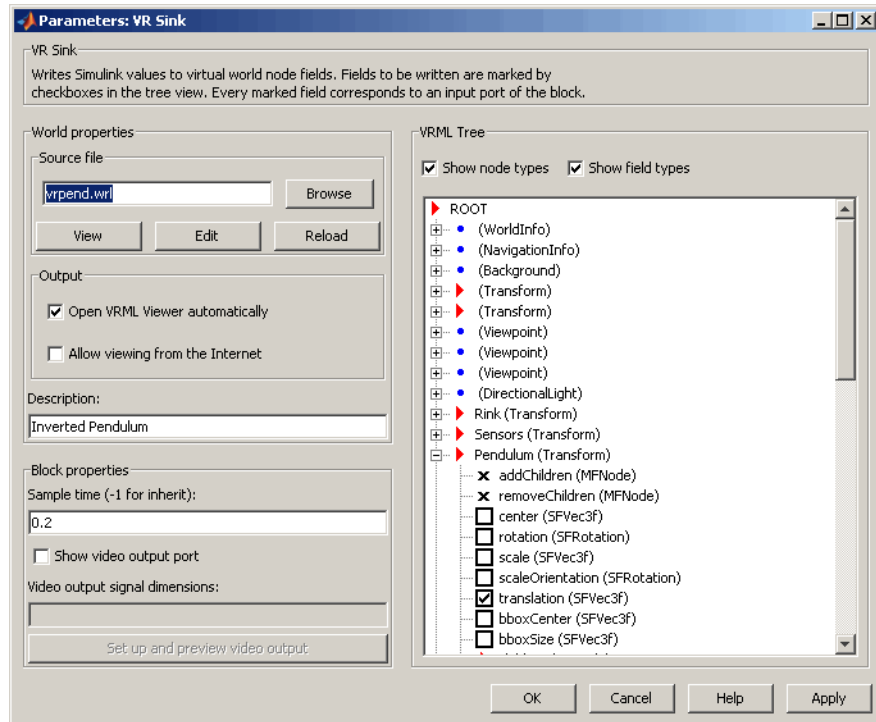 Parameters: VR Sink
VR Sink
Writes Simulink values to virtual world node fields. Fields to be written are marked by
checkboxes in the tree view. Every marked field corresponds to an input port of the block.
World properties
Source file
vrpend.wrl
Browse
View
Edit
Reload
Output
Open VRML Viewer automatically
Allow viewing from the Internet
Description:
Inverted Pendulum
Block properties
Sample time (-1 for inherit):
0.2
Show video output port
Video output signal dimensions:
Set up and preview video output
VRML Tree
Show node types
Show field types
ROOT
(WorldInfo)
(NavigationInfo)
(Background)
(Transform)
(Transform)
(Viewpoint)
(Viewpoint)
(Viewpoint)
(DirectionalLight)
Rink (Transform)
Sensors (Transform)
Pendulum (Transform)
addChildren (MFNode)
removeChildren (MFNode)
center (SFVec3f)
rotation (SFRotation)
scale (SFVec3f)
scaleOrientation (SFRotation)
translation (SFVec3f)
bboxCenter (SFVec3f)
bboxSize (SFVec3f)
OK
Cancel
Help
Apply